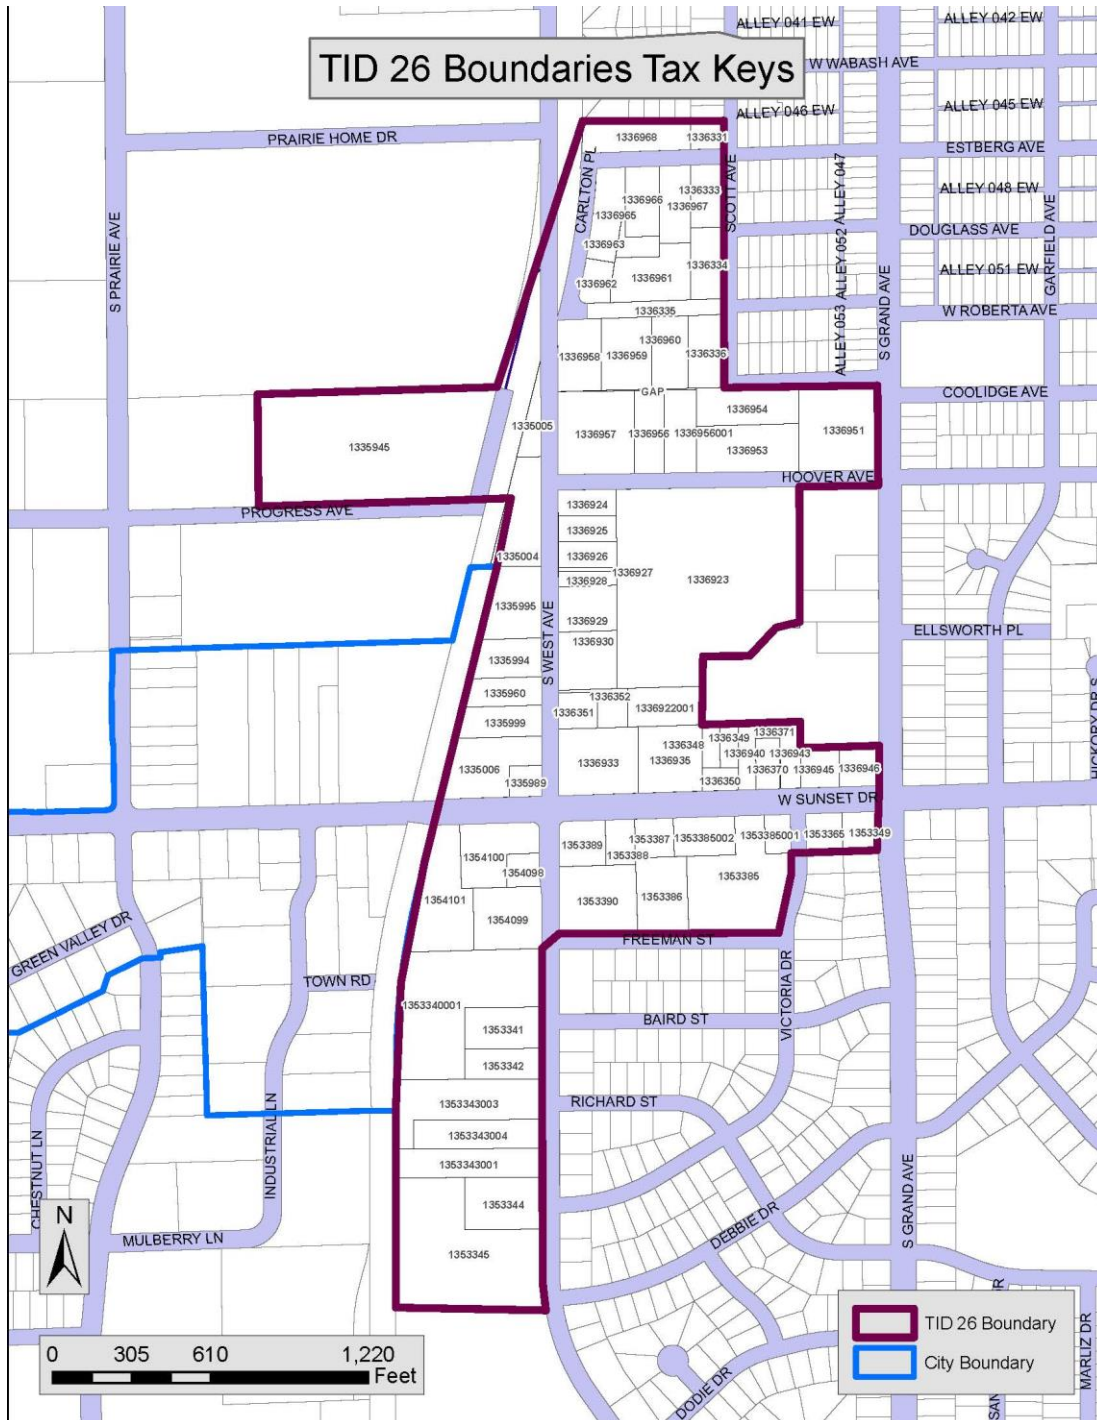 ALLEY 041 EW
ALLEY 042 EW
TID 26 Boundaries Tax Keys
W WABASH AVE
ALLEY 046 EW
ALLEY 045 EW
PRAIRIE HOME DR
1336968
1336331
ESTBERG AVE
CARLTON PL
SCOTT AVE
ALLEY 047
ALLEY 048 EW
1336333
1336966
1336967
1336965
S PRAIRIE AVE
GARFIELD AVE
DOUGLASS AVE
ALLEY 052
1336963
1336334
ALLEY 051 EW
1336962
1336961
S GRAND AVE
1336335
W ROBERTA AVE
ALLEY 053
1336960
1336958
1336959
1336336
GAP
COOLIDGE AVE
1336954
1335005
1336957
1336956
1336956001
1336951
1335945
1336953
HOOVER AVE
1336924
PROGRESS AVE
1336925
1335004
1336926
1336927
1336923
1336928
1335995
1336929
ELLSWORTH PL
1336930
S WEST AVE
1335994
1335960
1336352
1336351
1336922001
HICKORY DR S
1335999
1336371
1336349
1336348
1336940
1336943
1336933
1336935
1335006
1336370
1336945
1336946
1335989
1336350
W SUNSET DR
1353387
1353385002
1353385001
1353365
1353349
1353389
1353388
1354100
1354098
1353385
1354101
1353390
1353386
1354099
GREEN VALLEY DR
FREEMAN ST
TOWN RD
VICTORIA DR
1353340001
BAIRD ST
1353341
1353342
1353343003
RICHARD ST
INDUSTRIAL LN
1353343004
CHESTNUT LN
1353343001
S GRAND AVE
1353344
N
DEBBIE DR
MULBERRY LN
1353345
TID 26 Boundary
City Boundary
0 305 610 1,220
Feet
MARLIZ DR
DODIE DR
SAN
DR